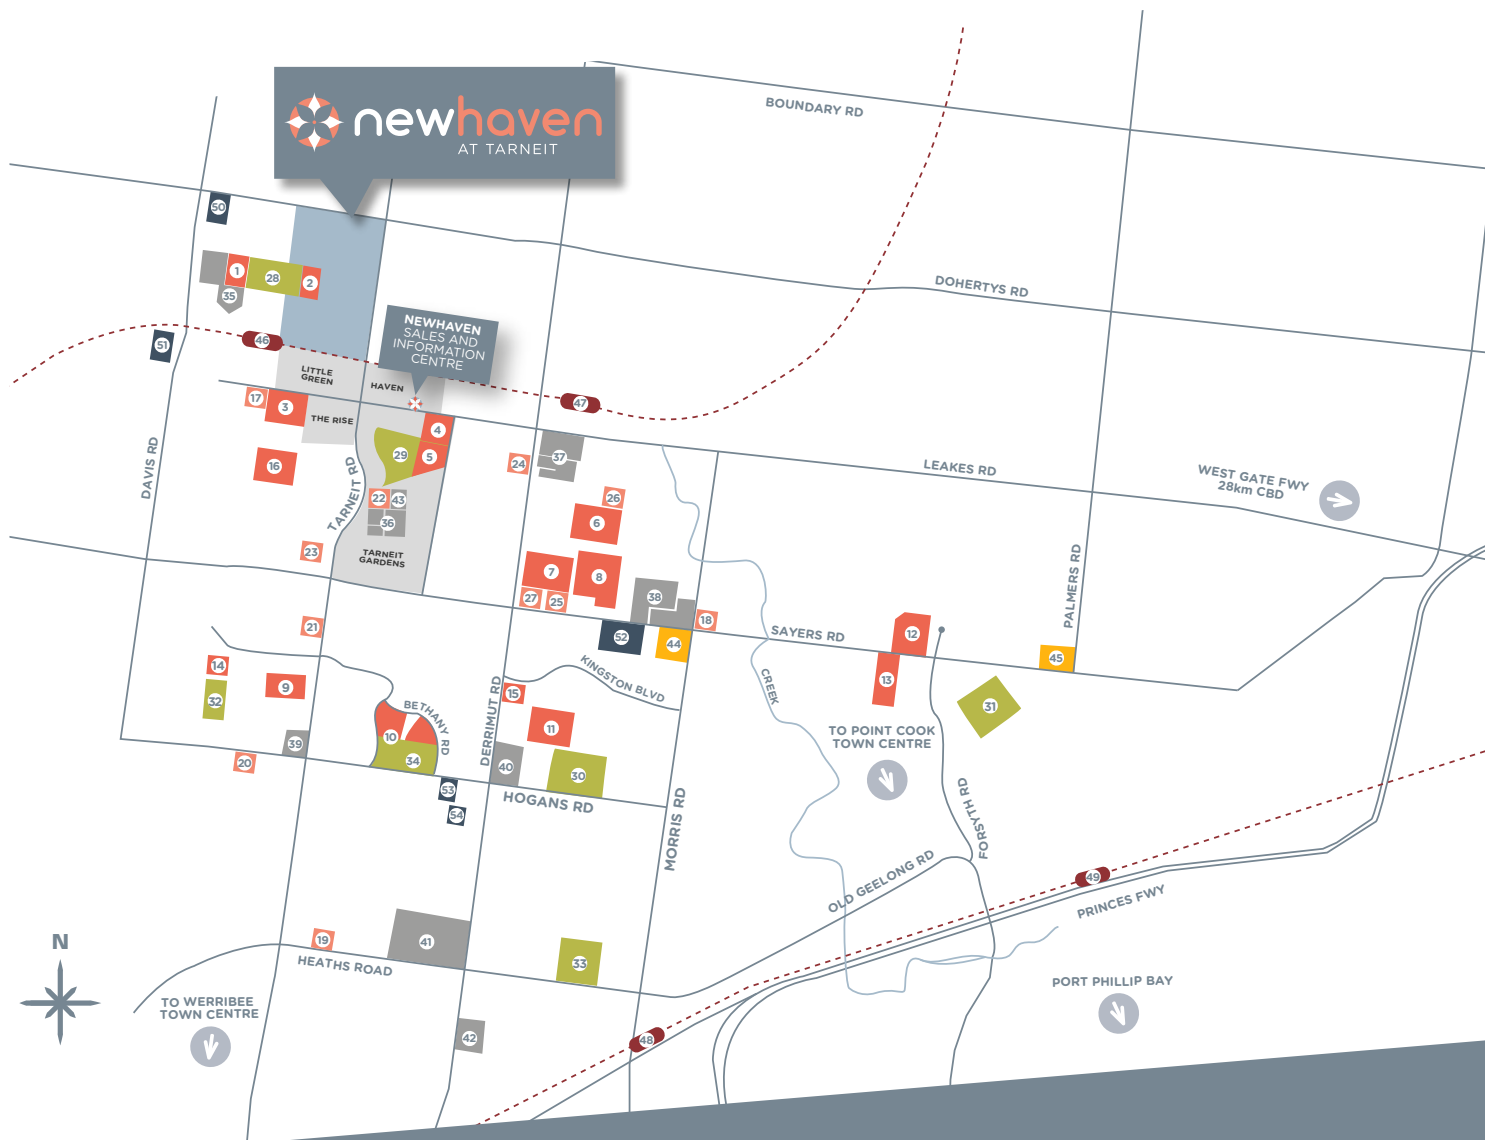 BOUNDARY RD
newhaven
AT TARNEIT
50
1
28
2
35
DOHERTYS RD
46
51
NEWHAVEN
SALES AND
INFORMATION
CENTRE
LITTLE
GREEN
HAVEN
47
17
3
THE RISE
4
29
5
DAVIS RD
16
TARNEIT RD
22
43
36
24
37
26
6
LEAKES RD
WEST GATE FWY
28km CBD
23
TARNEIT
GARDENS
7
8
27
25
38
18
PALMERS RD
21
52
44
SAYERS RD
12
45
14
9
32
KINGSTON BLVD
CREEK
13
31
15
BETHANY RD
DERRIMUT RD
10
34
11
39
20
40
30
TO POINT COOK
TOWN CENTRE
53
54
HOGANS RD
MORRIS RD
FORSYTH RD
OLD GEELONG RD
49
PRINCES FWY
N
19
41
33
HEATHS ROAD
TO WERRIBEE
TOWN CENTRE
42
48
PORT PHILLIP BAY